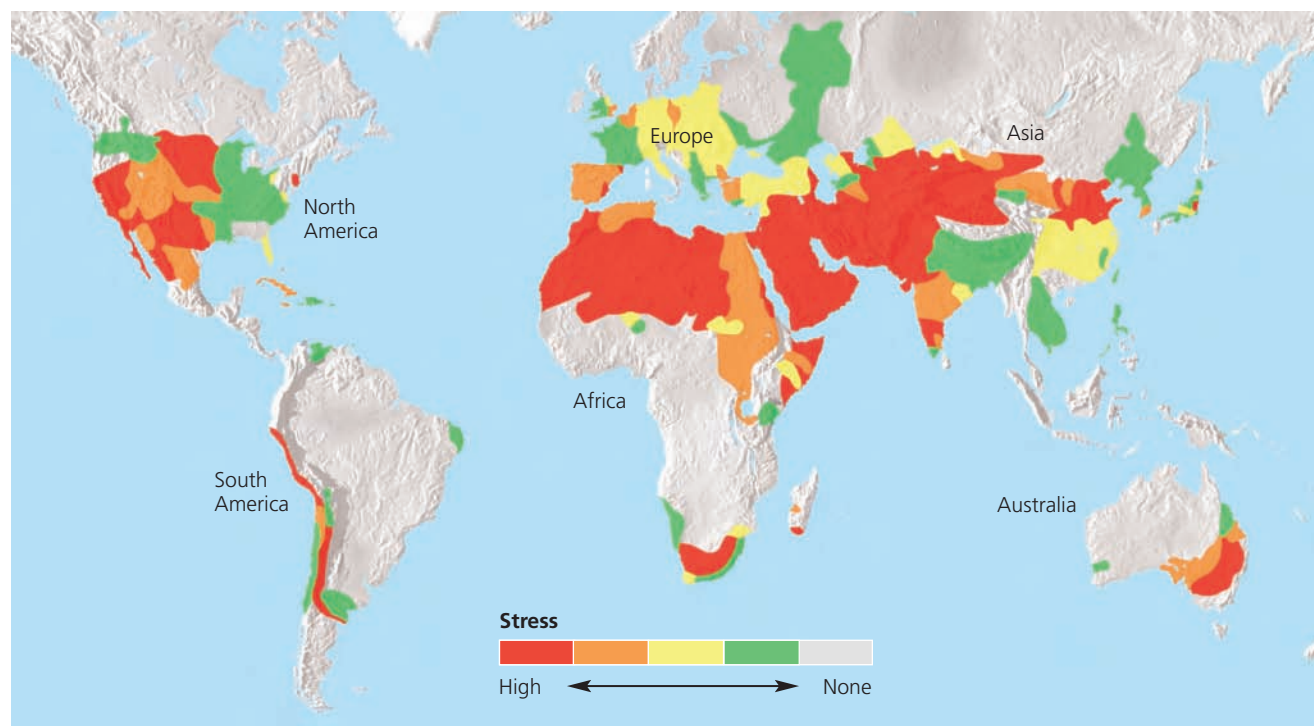 Europe
Asia
North
America
Africa
South
America
Australia
Stress
High None